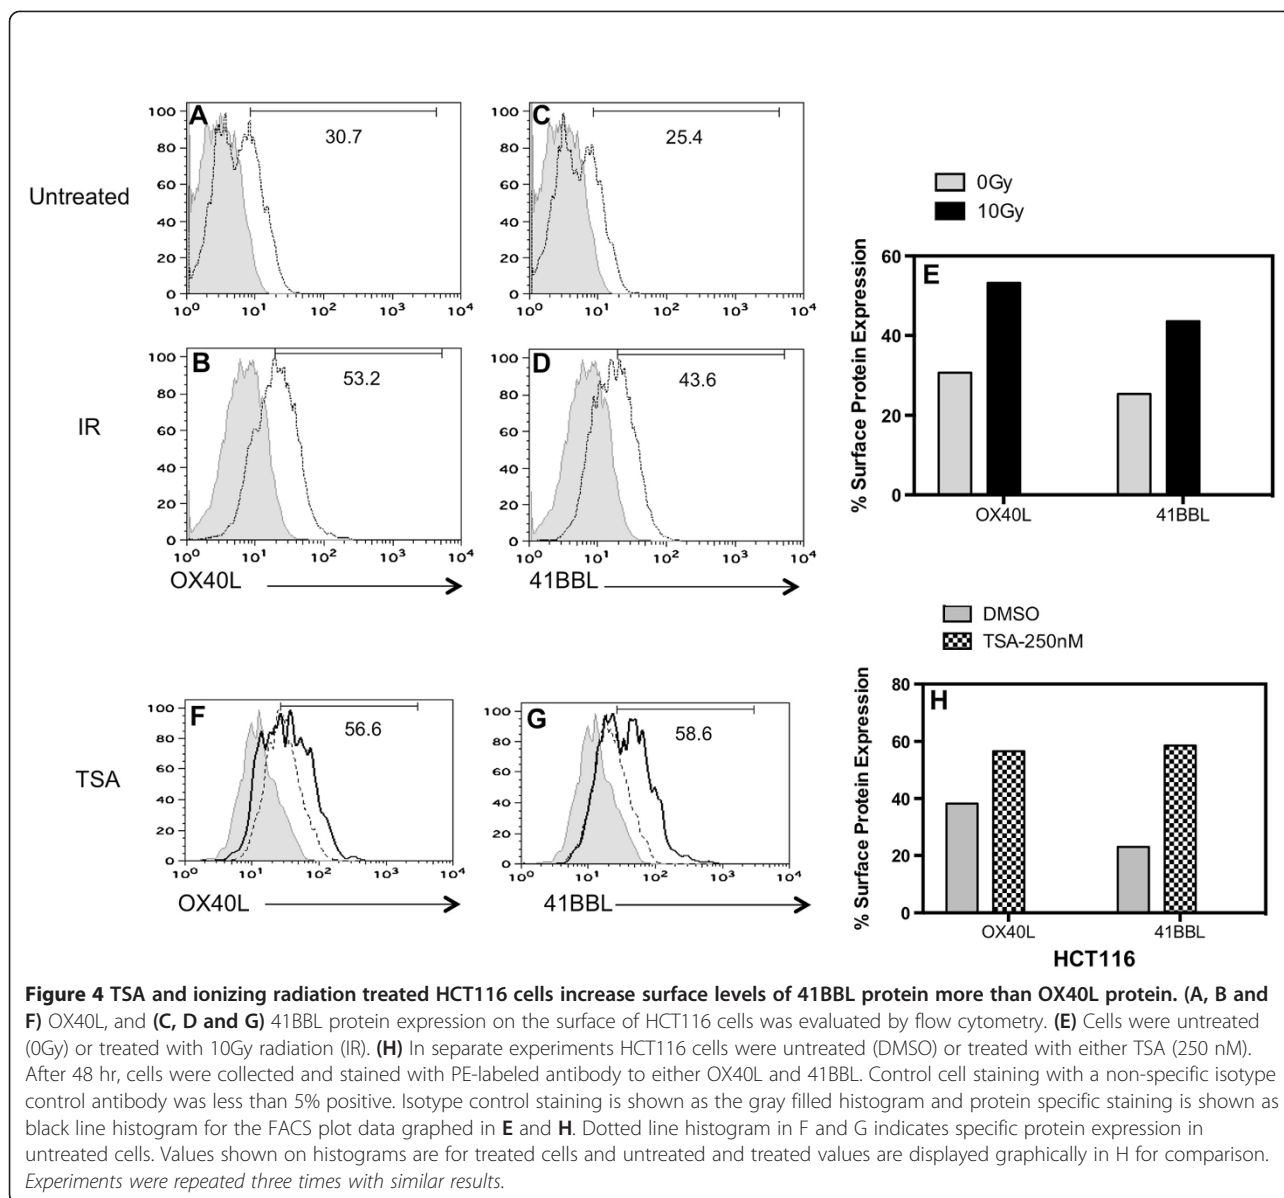 A
30.7
100
80
60
40
20
0
10⁰ 10¹ 10² 10³ 10⁴
C
25.4
100
80
60
40
20
0
10⁰ 10¹ 10² 10³ 10⁴
Untreated
B
53.2
100
80
60
40
20
0
10⁰ 10¹ 10² 10³ 10⁴
OX40L
D
43.6
100
80
60
40
20
0
10⁰ 10¹ 10² 10³ 10⁴
41BBL
IR
0Gy
10Gy
E
% Surface Protein Expression
60
40
20
0
OX40L 41BBL
TSA
F
56.6
100
80
60
40
20
0
10⁰ 10¹ 10² 10³ 10⁴
OX40L
G
58.6
100
80
60
40
20
0
10⁰ 10¹ 10² 10³ 10⁴
41BBL
DMSO
TSA-250nM
H
% Surface Protein Expression
80
60
40
20
0
OX40L 41BBL
HCT116
Figure 4 TSA and ionizing radiation treated HCT116 cells increase surface levels of 41BBL protein more than OX40L protein. (A, B and
F) OX40L, and (C, D and G) 41BBL protein expression on the surface of HCT116 cells was evaluated by flow cytometry. (E) Cells were untreated
(0Gy) or treated with 10Gy radiation (IR). (H) In separate experiments HCT116 cells were untreated (DMSO) or treated with either TSA (250 nM).
After 48 hr, cells were collected and stained with PE-labeled antibody to either OX40L and 41BBL. Control cell staining with a non-specific isotype
control antibody was less than 5% positive. Isotype control staining is shown as the gray filled histogram and protein specific staining is shown as
black line histogram for the FACS plot data graphed in E and H. Dotted line histogram in F and G indicates specific protein expression in
untreated cells. Values shown on histograms are for treated cells and untreated and treated values are displayed graphically in H for comparison.
Experiments were repeated three times with similar results.